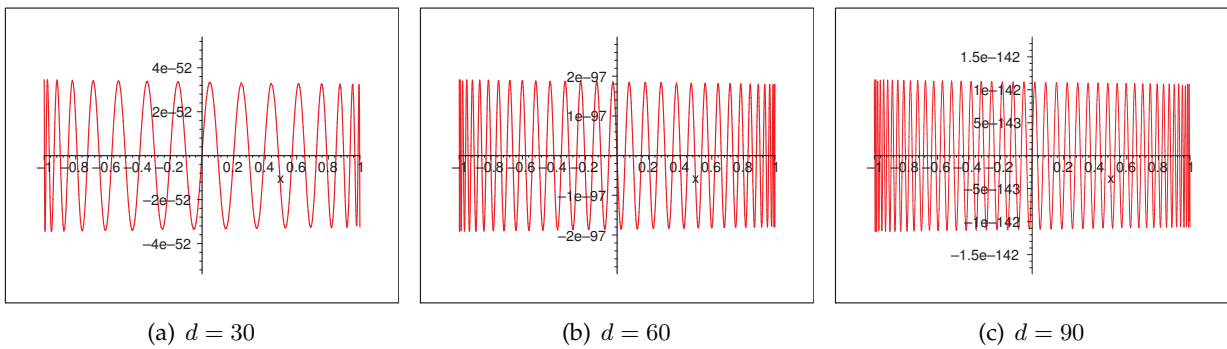 4e−52
2e−52
−1 −0.8 −0.6 −0.4 −0.2 0.2 0.4 0.6 0.8 1
x
−2e−52
−4e−52
(a) d = 30
2e−97
1e−97
−1 −0.8 −0.6 −0.4 −0.2 0.2 0.4 0.6 0.8 1
x
−1e−97
−2e−97
(b) d = 60
1.5e−142
1e−142
5e−143
−1 −0.8 −0.6 −0.4 −0.2 0.2 0.4 0.6 0.8 1
x
−5e−143
−1e−142
−1.5e−142
(c) d = 90